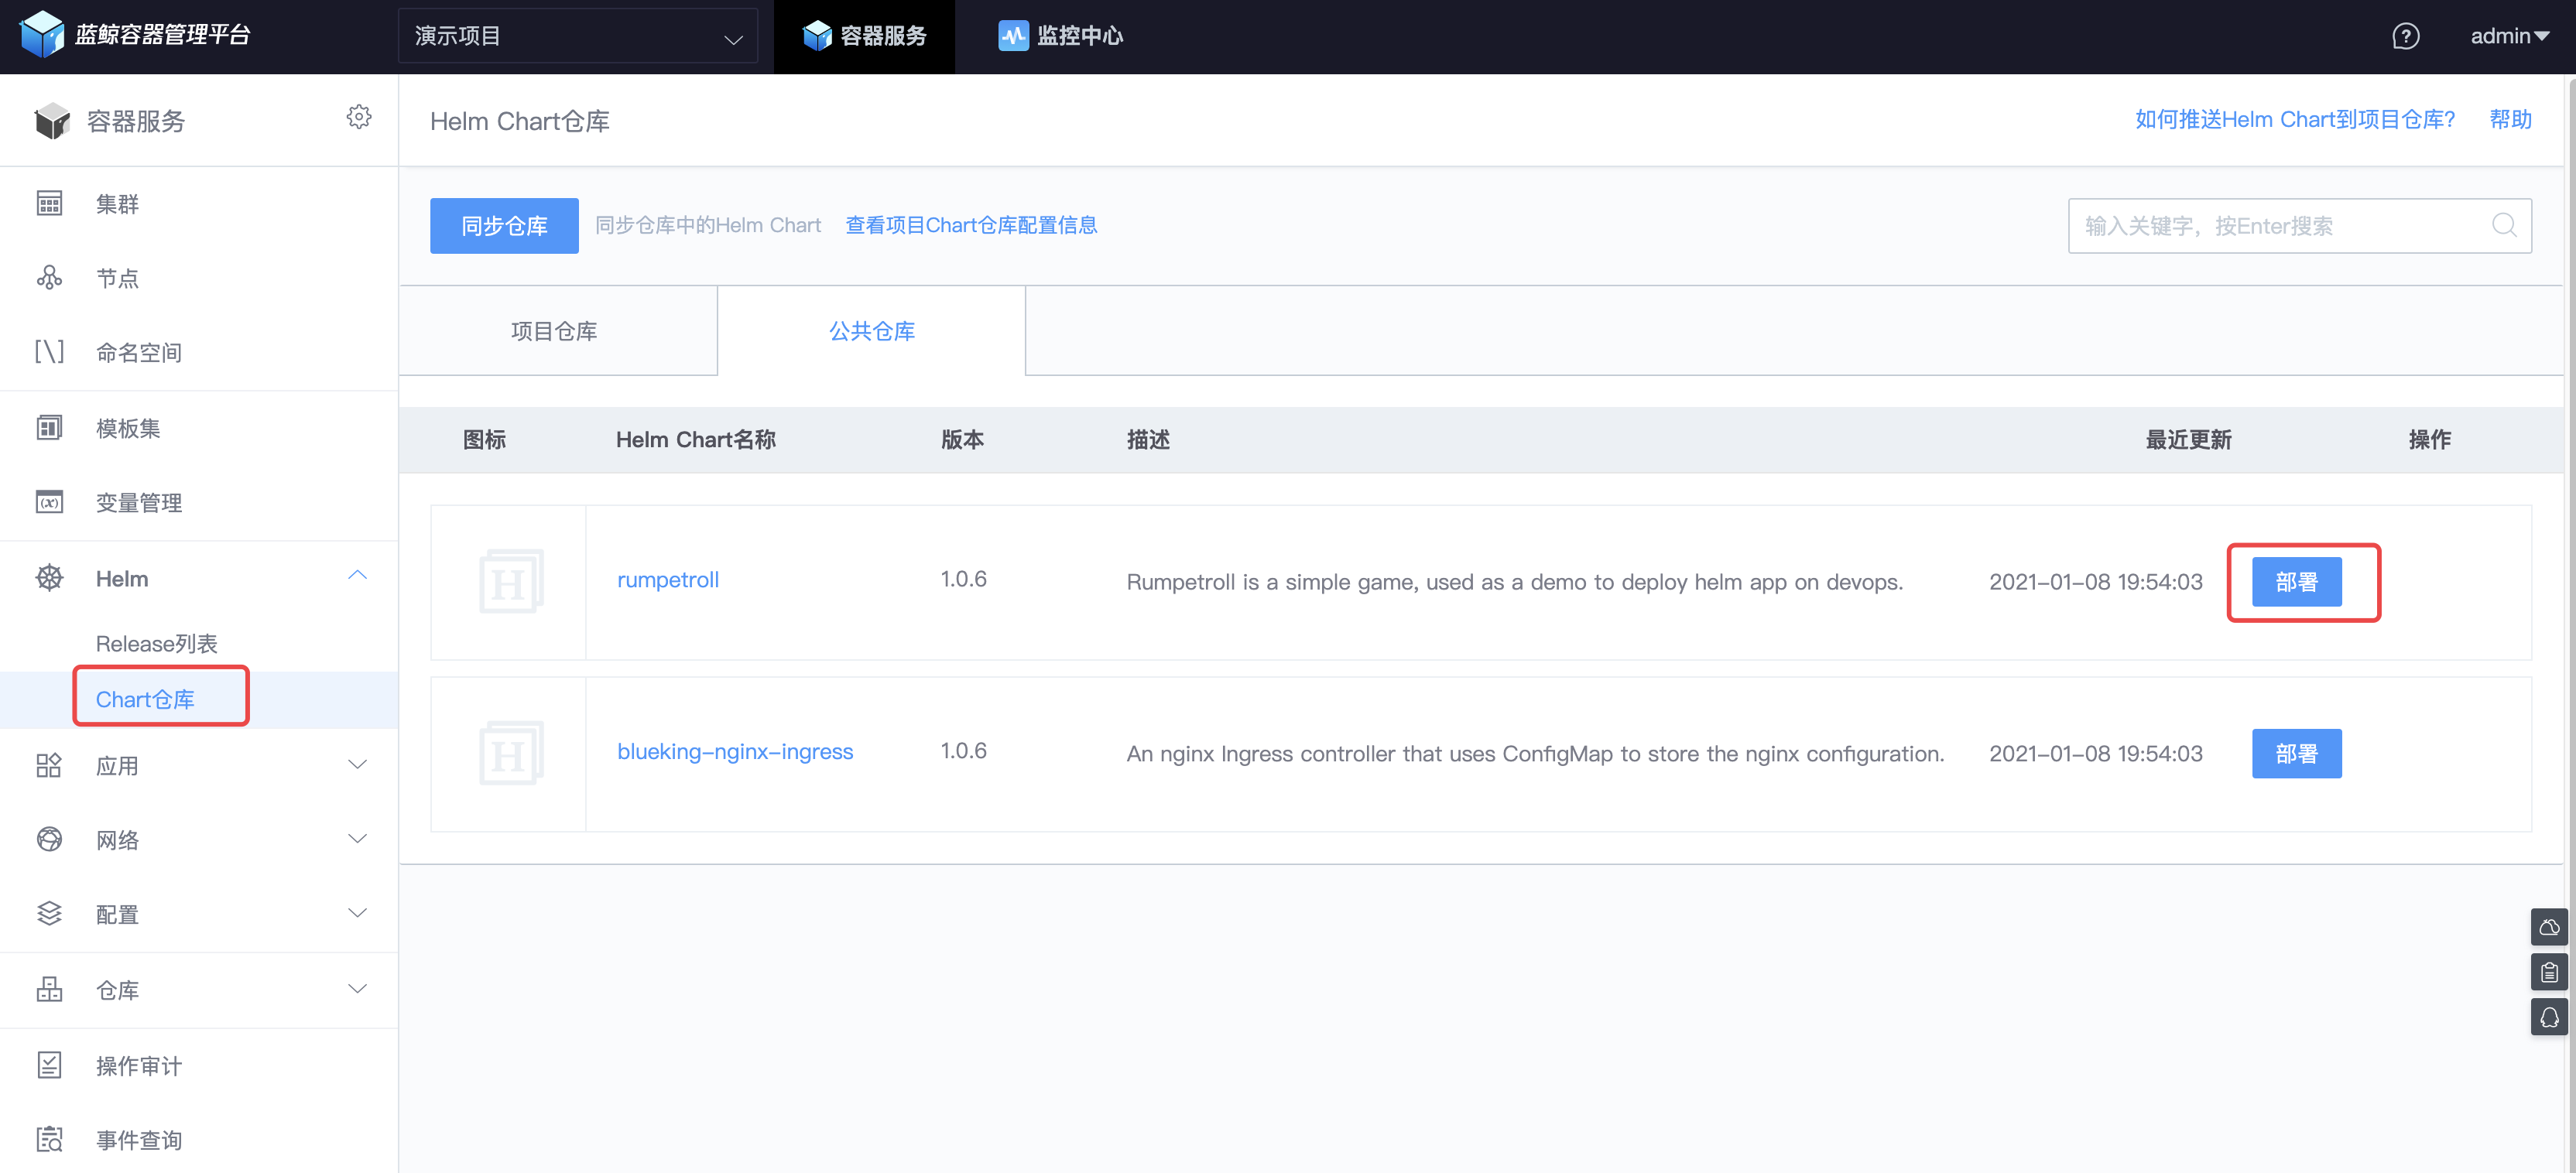 蓝鲸容器管理平台
演示项目
容器服务
监控中心
admin
容器服务
Helm Chart仓库
如何推送Helm Chart到项目仓库?
帮助
集群
节点
命名空间
模板集
变量管理
Helm
Release列表
Chart仓库
应用
网络
配置
仓库
操作审计
事件查询
同步仓库
同步仓库中的Helm Chart
查看项目Chart仓库配置信息
输入关键字，按Enter搜索
项目仓库
公共仓库
图标
Helm Chart名称
版本
描述
最近更新
操作
H
rumpetroll
1.0.6
Rumpetroll is a simple game, used as a demo to deploy helm app on devops.
2021-01-08 19:54:03
部署
H
blueking-nginx-ingress
1.0.6
An nginx Ingress controller that uses ConfigMap to store the nginx configuration.
2021-01-08 19:54:03
部署